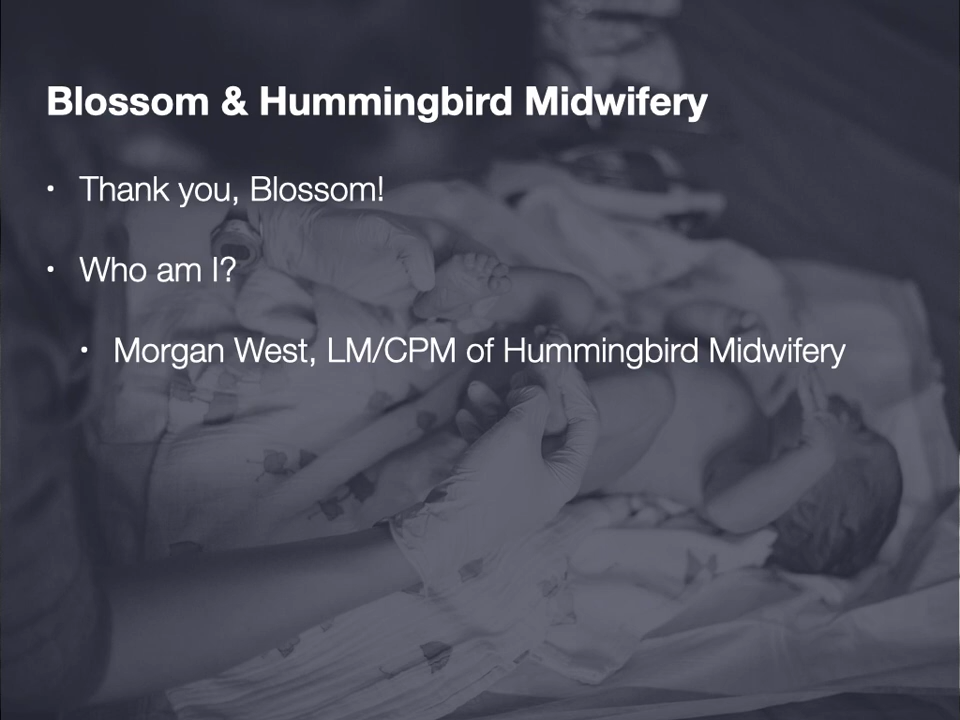 Blossom & Hummingbird Midwifery
• Thank you, Blossom!
• Who am I?
• Morgan West, LM/CPM of Hummingbird Midwifery